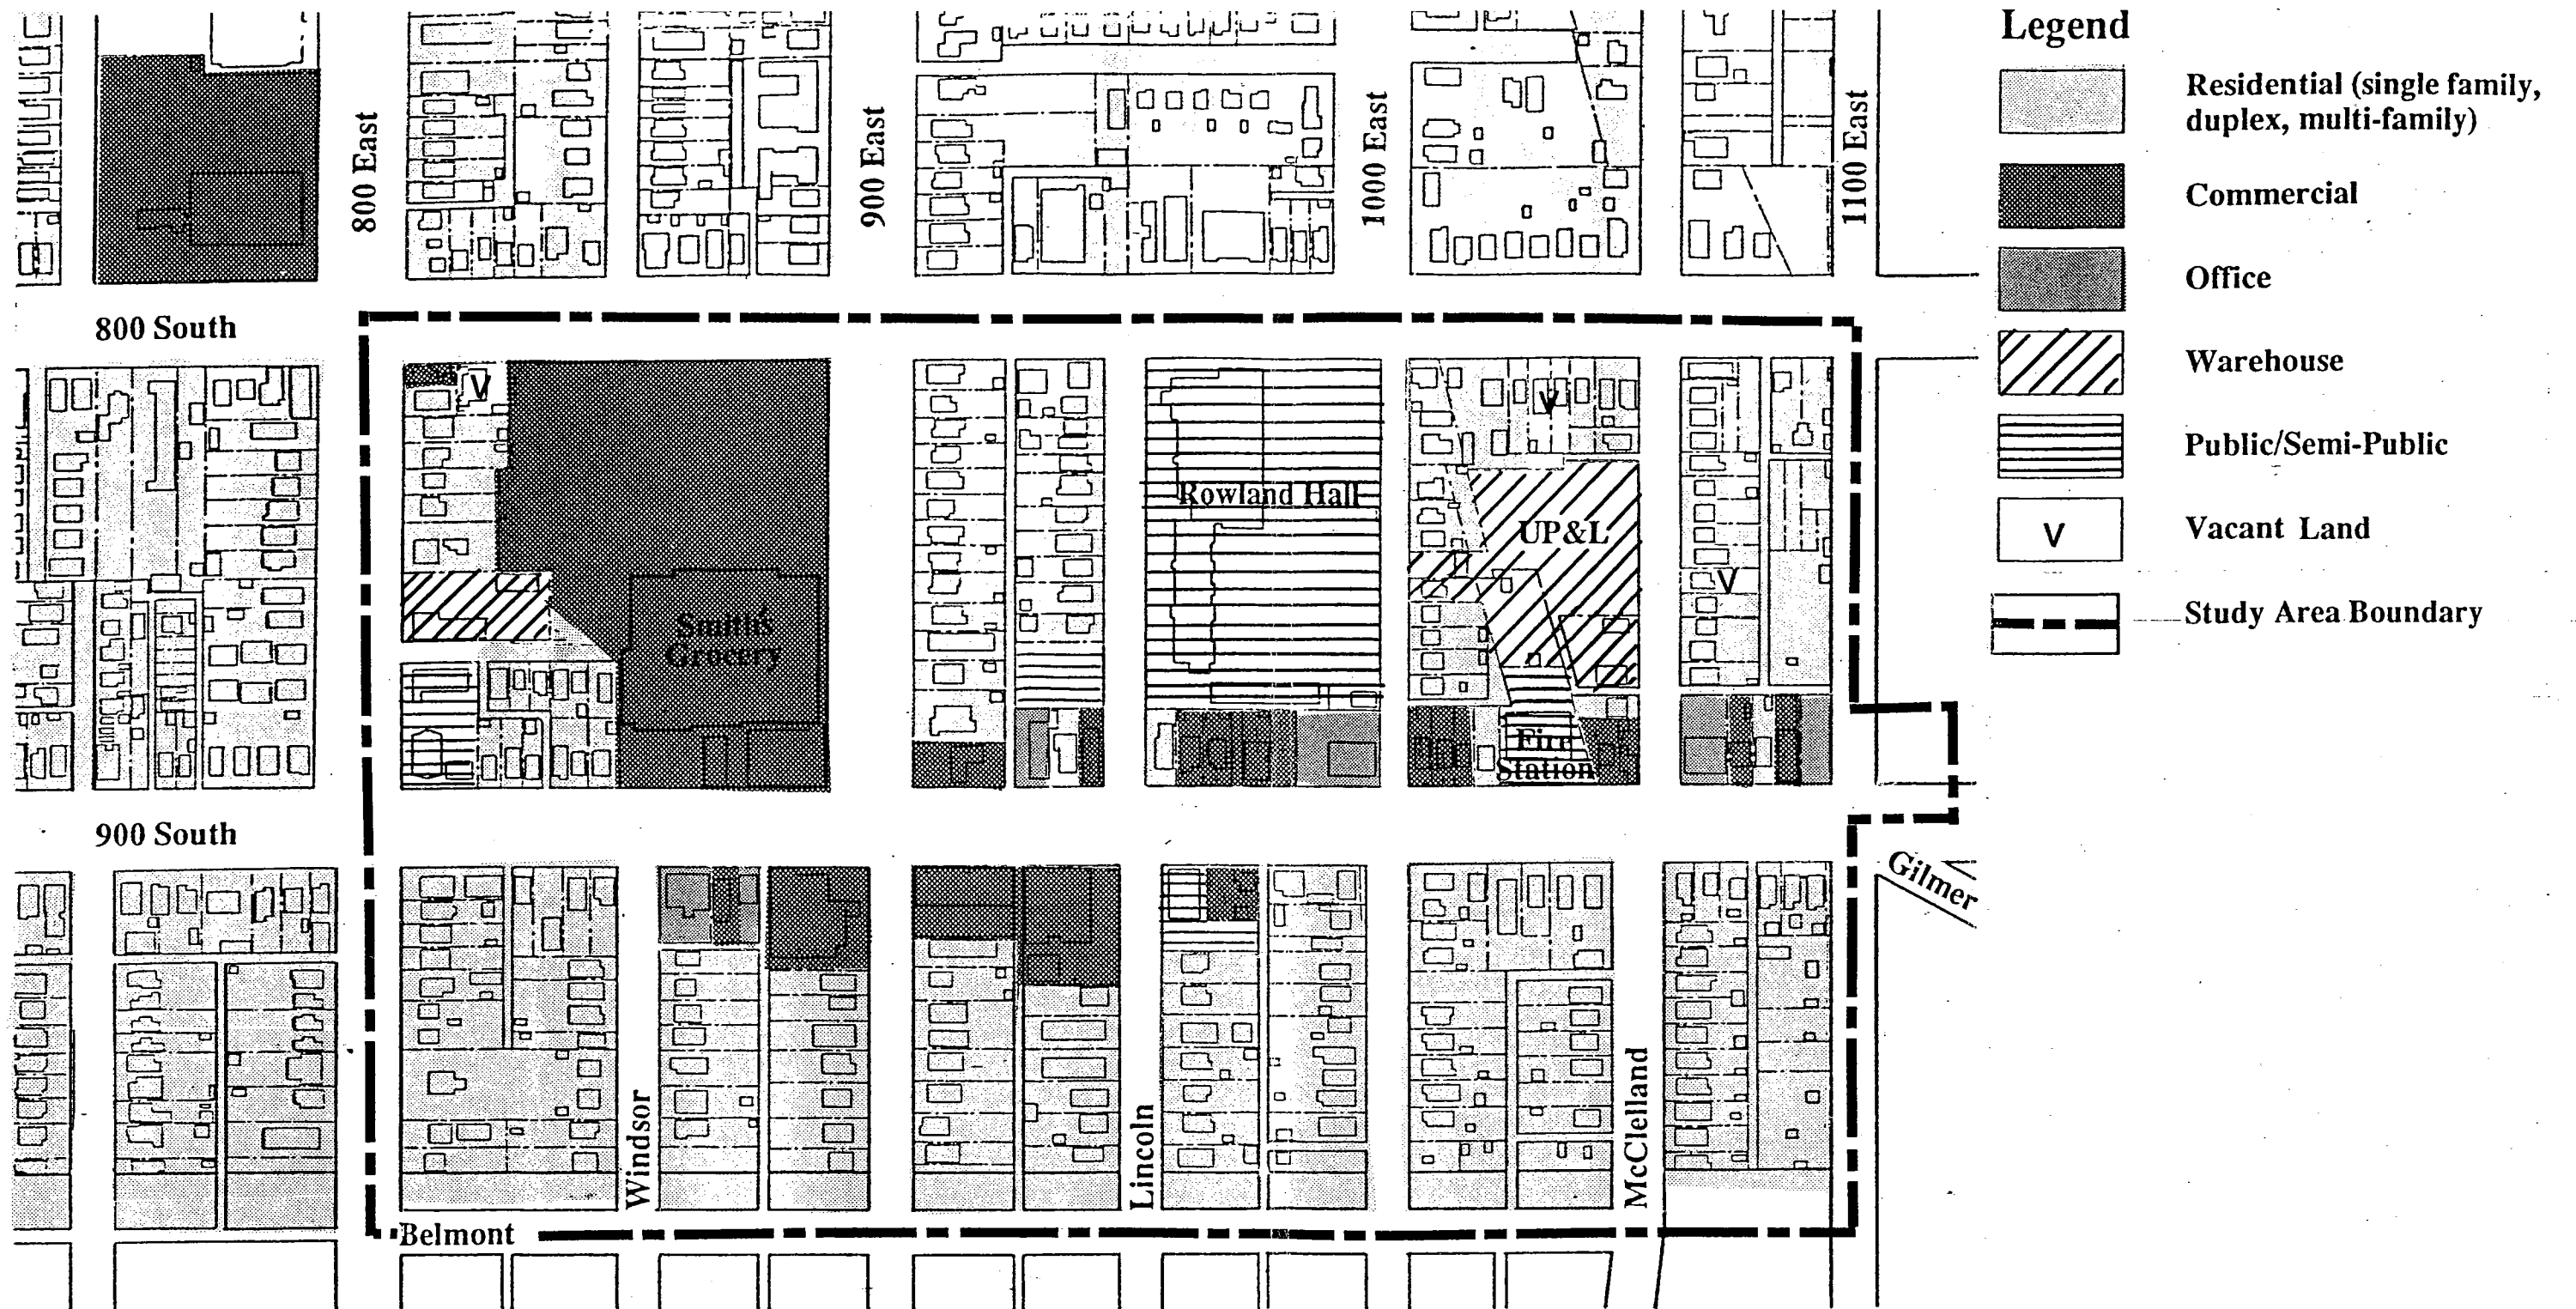 Legend
Residential (single family,
duplex, multi-family)
Commercial
Office
Warehouse
Public/Semi-Public
V
Vacant Land
Study Area Boundary
800 East
900 East
1000 East
1100 East
800 South
V
V
Rowland Hall
UP&L
V
Smith's
Grocery
Fire
Station
900 South
Gilmer
Windsor
Lincoln
McClelland
Belmont